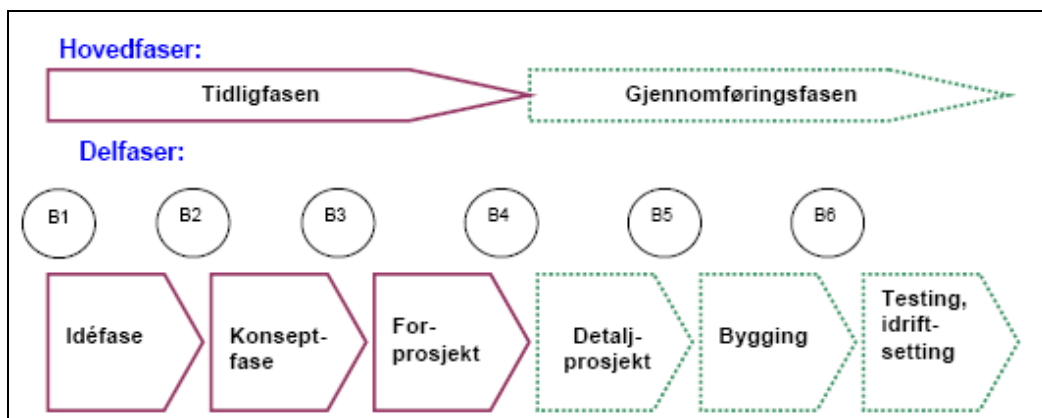 Hovedfaser:
Tidligfasen
Gjennomføringsfasen
Delfaser:
B1
B2
B3
B4
B5
B6
Idéfase
Konsept-
fase
For-
prosjekt
Detalj-
prosjekt
Bygging
Testing,
idrift-
setting